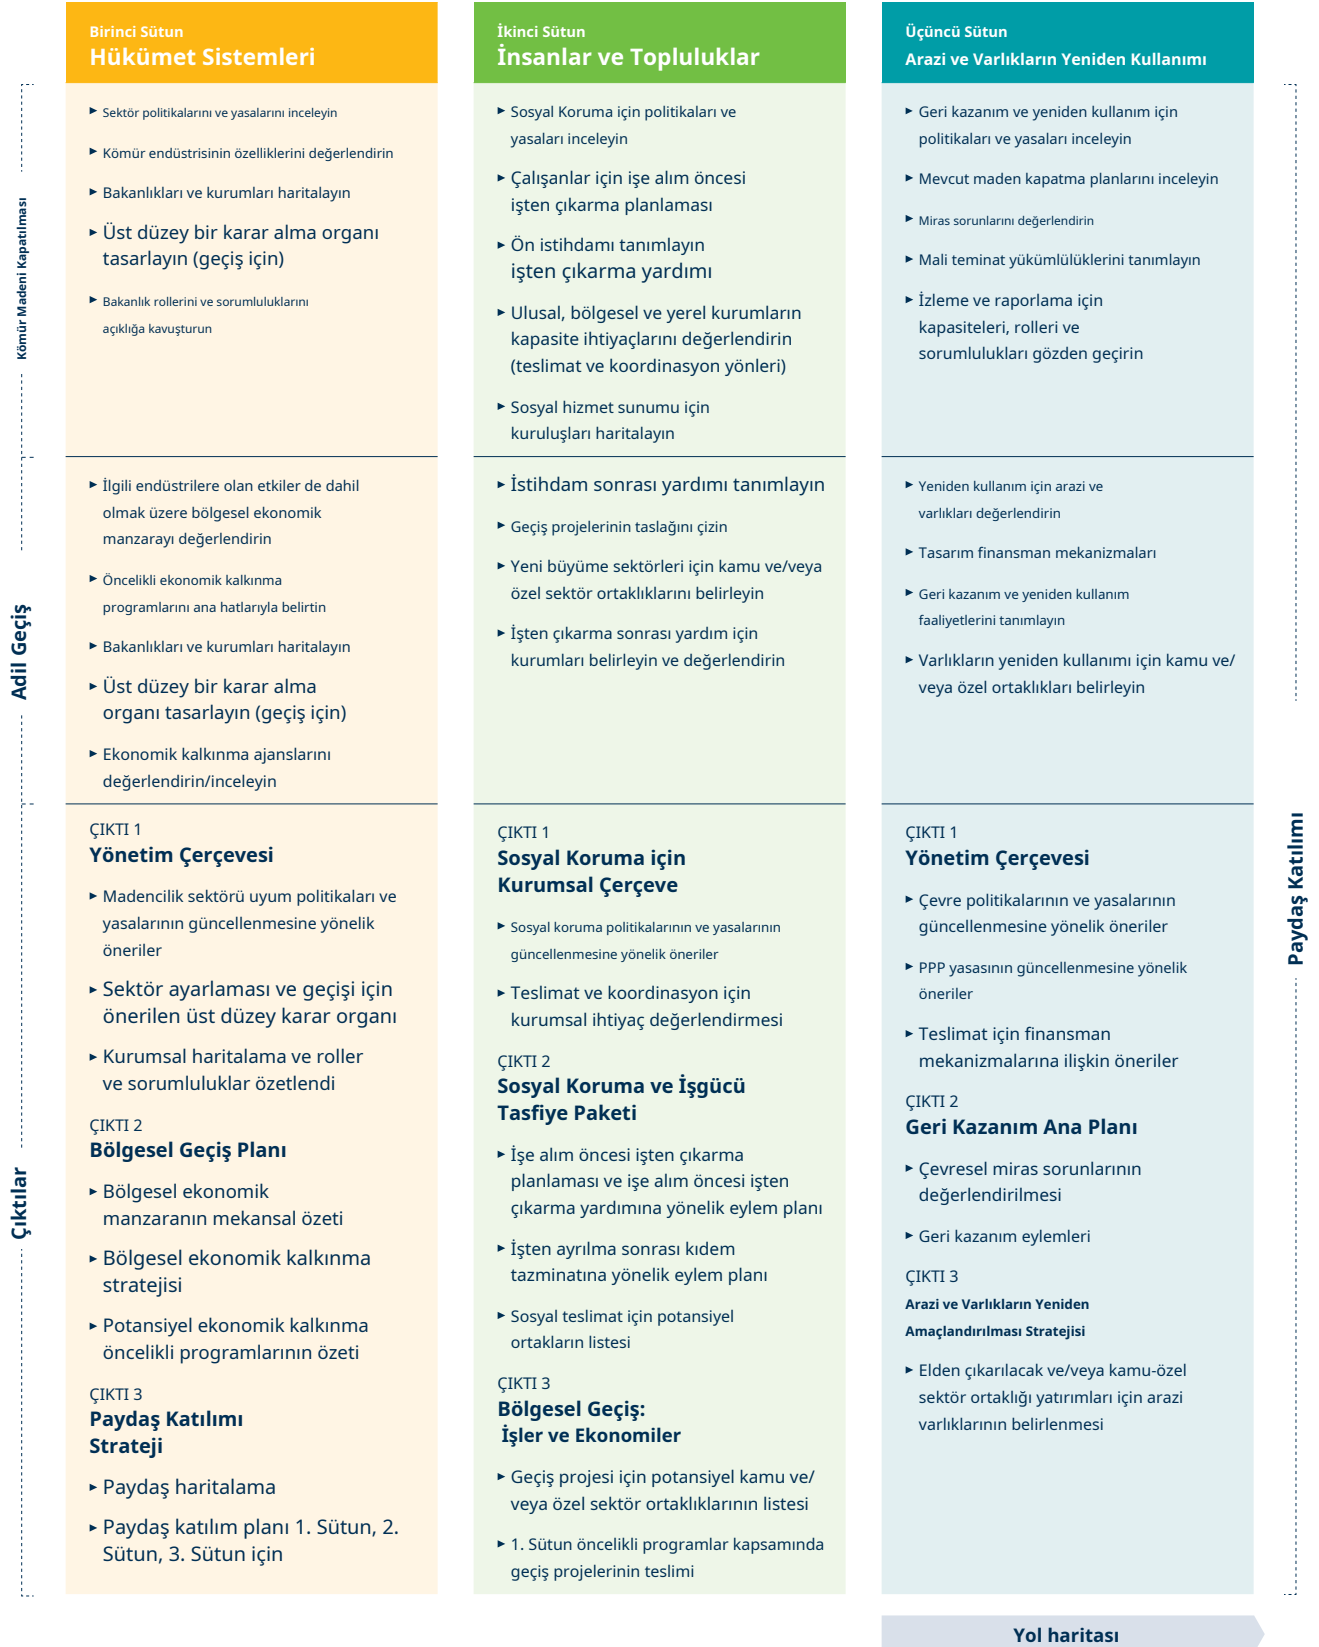 Birinci Sütun
Hükümet Sistemleri
Kömür Madeni Kapatılması
► Sektör politikalarını ve yasalarını inceleyin
► Kömür endüstrisinin özelliklerini değerlendirin
► Bakanlıkları ve kurumları haritalayın
► Üst düzey bir karar alma organı
tasarlayın (geçiş için)
► Bakanlık rollerini ve sorumluluklarını
açıklığa kavuşturun
Adil Geçiş
► İlgili endüstrilere olan etkiler de dahil
olmak üzere bölgesel ekonomik
manzarayı değerlendirin
► Öncelikli ekonomik kalkınma
programlarını ana hatlarıyla belirtin
► Bakanlıkları ve kurumları haritalayın
► Üst düzey bir karar alma
organı tasarlayın (geçiş için)
► Ekonomik kalkınma ajanslarını
değerlendirin/inceleyin
Çıktılar
ÇIKTI 1
Yönetim Çerçevesi
► Madencilik sektörü uyum politikaları ve
yasalarının güncellenmesine yönelik
öneriler
► Sektör ayarlaması ve geçişi için
önerilen üst düzey karar organı
► Kurumsal haritalama ve roller
ve sorumluluklar özetlendi
ÇIKTI 2
Bölgesel Geçiş Planı
► Bölgesel ekonomik
manzaranın mekansal özeti
► Bölgesel ekonomik kalkınma
stratejisi
► Potansiyel ekonomik kalkınma
öncelikli programlarının özeti
ÇIKTI 3
Paydaş Katılımı
Strateji
► Paydaş haritalama
► Paydaş katılım planı 1. Sütun, 2.
Sütun, 3. Sütun için
İkinci Sütun
İnsanlar ve Topluluklar
► Sosyal Koruma için politikaları ve
yasaları inceleyin
► Çalışanlar için işe alım öncesi
işten çıkarma planlaması
► Ön istihdamı tanımlayın
işten çıkarma yardımı
► Ulusal, bölgesel ve yerel kurumların
kapasite ihtiyaçlarını değerlendirin
(teslimat ve koordinasyon yönleri)
► Sosyal hizmet sunumu için
kuruluşları haritalayın
► İstihdam sonrası yardımı tanımlayın
► Geçiş projelerinin taslağını çizin
► Yeni büyüme sektörleri için kamu ve/veya
özel sektör ortaklıklarını belirleyin
► İşten çıkarma sonrası yardım için
kurumları belirleyin ve değerlendirin
ÇIKTI 1
Sosyal Koruma için
Kurumsal Çerçeve
► Sosyal koruma politikalarının ve yasalarının
güncellenmesine yönelik öneriler
► Teslimat ve koordinasyon için
kurumsal ihtiyaç değerlendirmesi
ÇIKTI 2
Sosyal Koruma ve İşgücü
Tasfiye Paketi
► İşe alım öncesi işten çıkarma
planlaması ve işe alım öncesi işten
çıkarma yardımına yönelik eylem planı
► İşten ayrılma sonrası kıdem
tazminatına yönelik eylem planı
► Sosyal teslimat için potansiyel
ortakların listesi
ÇIKTI 3
Bölgesel Geçiş:
İşler ve Ekonomiler
► Geçiş projesi için potansiyel kamu ve/
veya özel sektör ortaklıklarının listesi
► 1. Sütun öncelikli programlar kapsamında
geçiş projelerinin teslimi
Üçüncü Sütun
Arazi ve Varlıkların Yeniden Kullanımı
► Geri kazanım ve yeniden kullanım için
politikaları ve yasaları inceleyin
► Mevcut maden kapatma planlarını inceleyin
► Miras sorunlarını değerlendirin
► Mali teminat yükümlülüklerini tanımlayın
► İzleme ve raporlama için
kapasiteleri, rolleri ve
sorumlulukları gözden geçirin
► Yeniden kullanım için arazi ve
varlıkları değerlendirin
► Tasarım finansman mekanizmaları
► Geri kazanım ve yeniden kullanım
faaliyetlerini tanımlayın
► Varlıkların yeniden kullanımı için kamu ve/
veya özel ortaklıkları belirleyin
ÇIKTI 1
Yönetim Çerçevesi
► Çevre politikalarının ve yasalarının
güncellenmesine yönelik öneriler
► PPP yasasının güncellenmesine yönelik
öneriler
► Teslimat için finansman
mekanizmalarına ilişkin öneriler
ÇIKTI 2
Geri Kazanım Ana Planı
► Çevresel miras sorunlarının
değerlendirilmesi
► Geri kazanım eylemleri
ÇIKTI 3
Arazi ve Varlıkların Yeniden
Amaçlandırılması Stratejisi
► Elden çıkarılacak ve/veya kamu-özel
sektör ortaklığı yatırımları için arazi
varlıklarının belirlenmesi
Paydaş Katılımı
Yol haritası